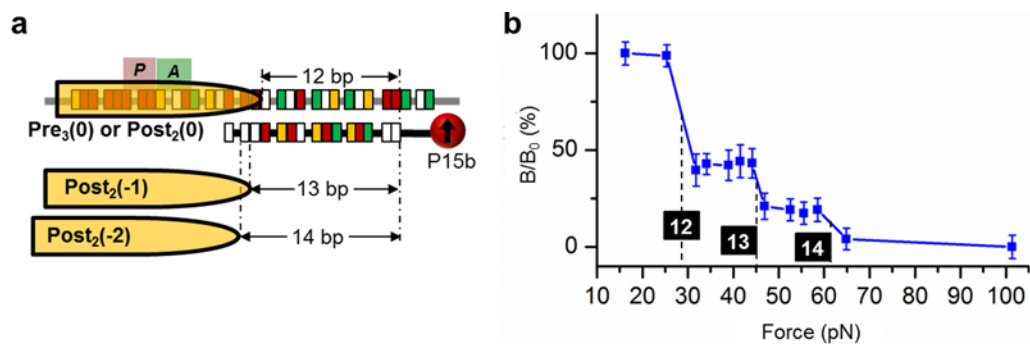 a
P A
12 bp
Pre₃(0) or Post₂(0)
P15b
Post₂(-1)
13 bp
Post₂(-2)
14 bp
b
B/B₀ (%)
100
50
0
12
13
14
10 20 30 40 50 60 70 80 90 100
Force (pN)